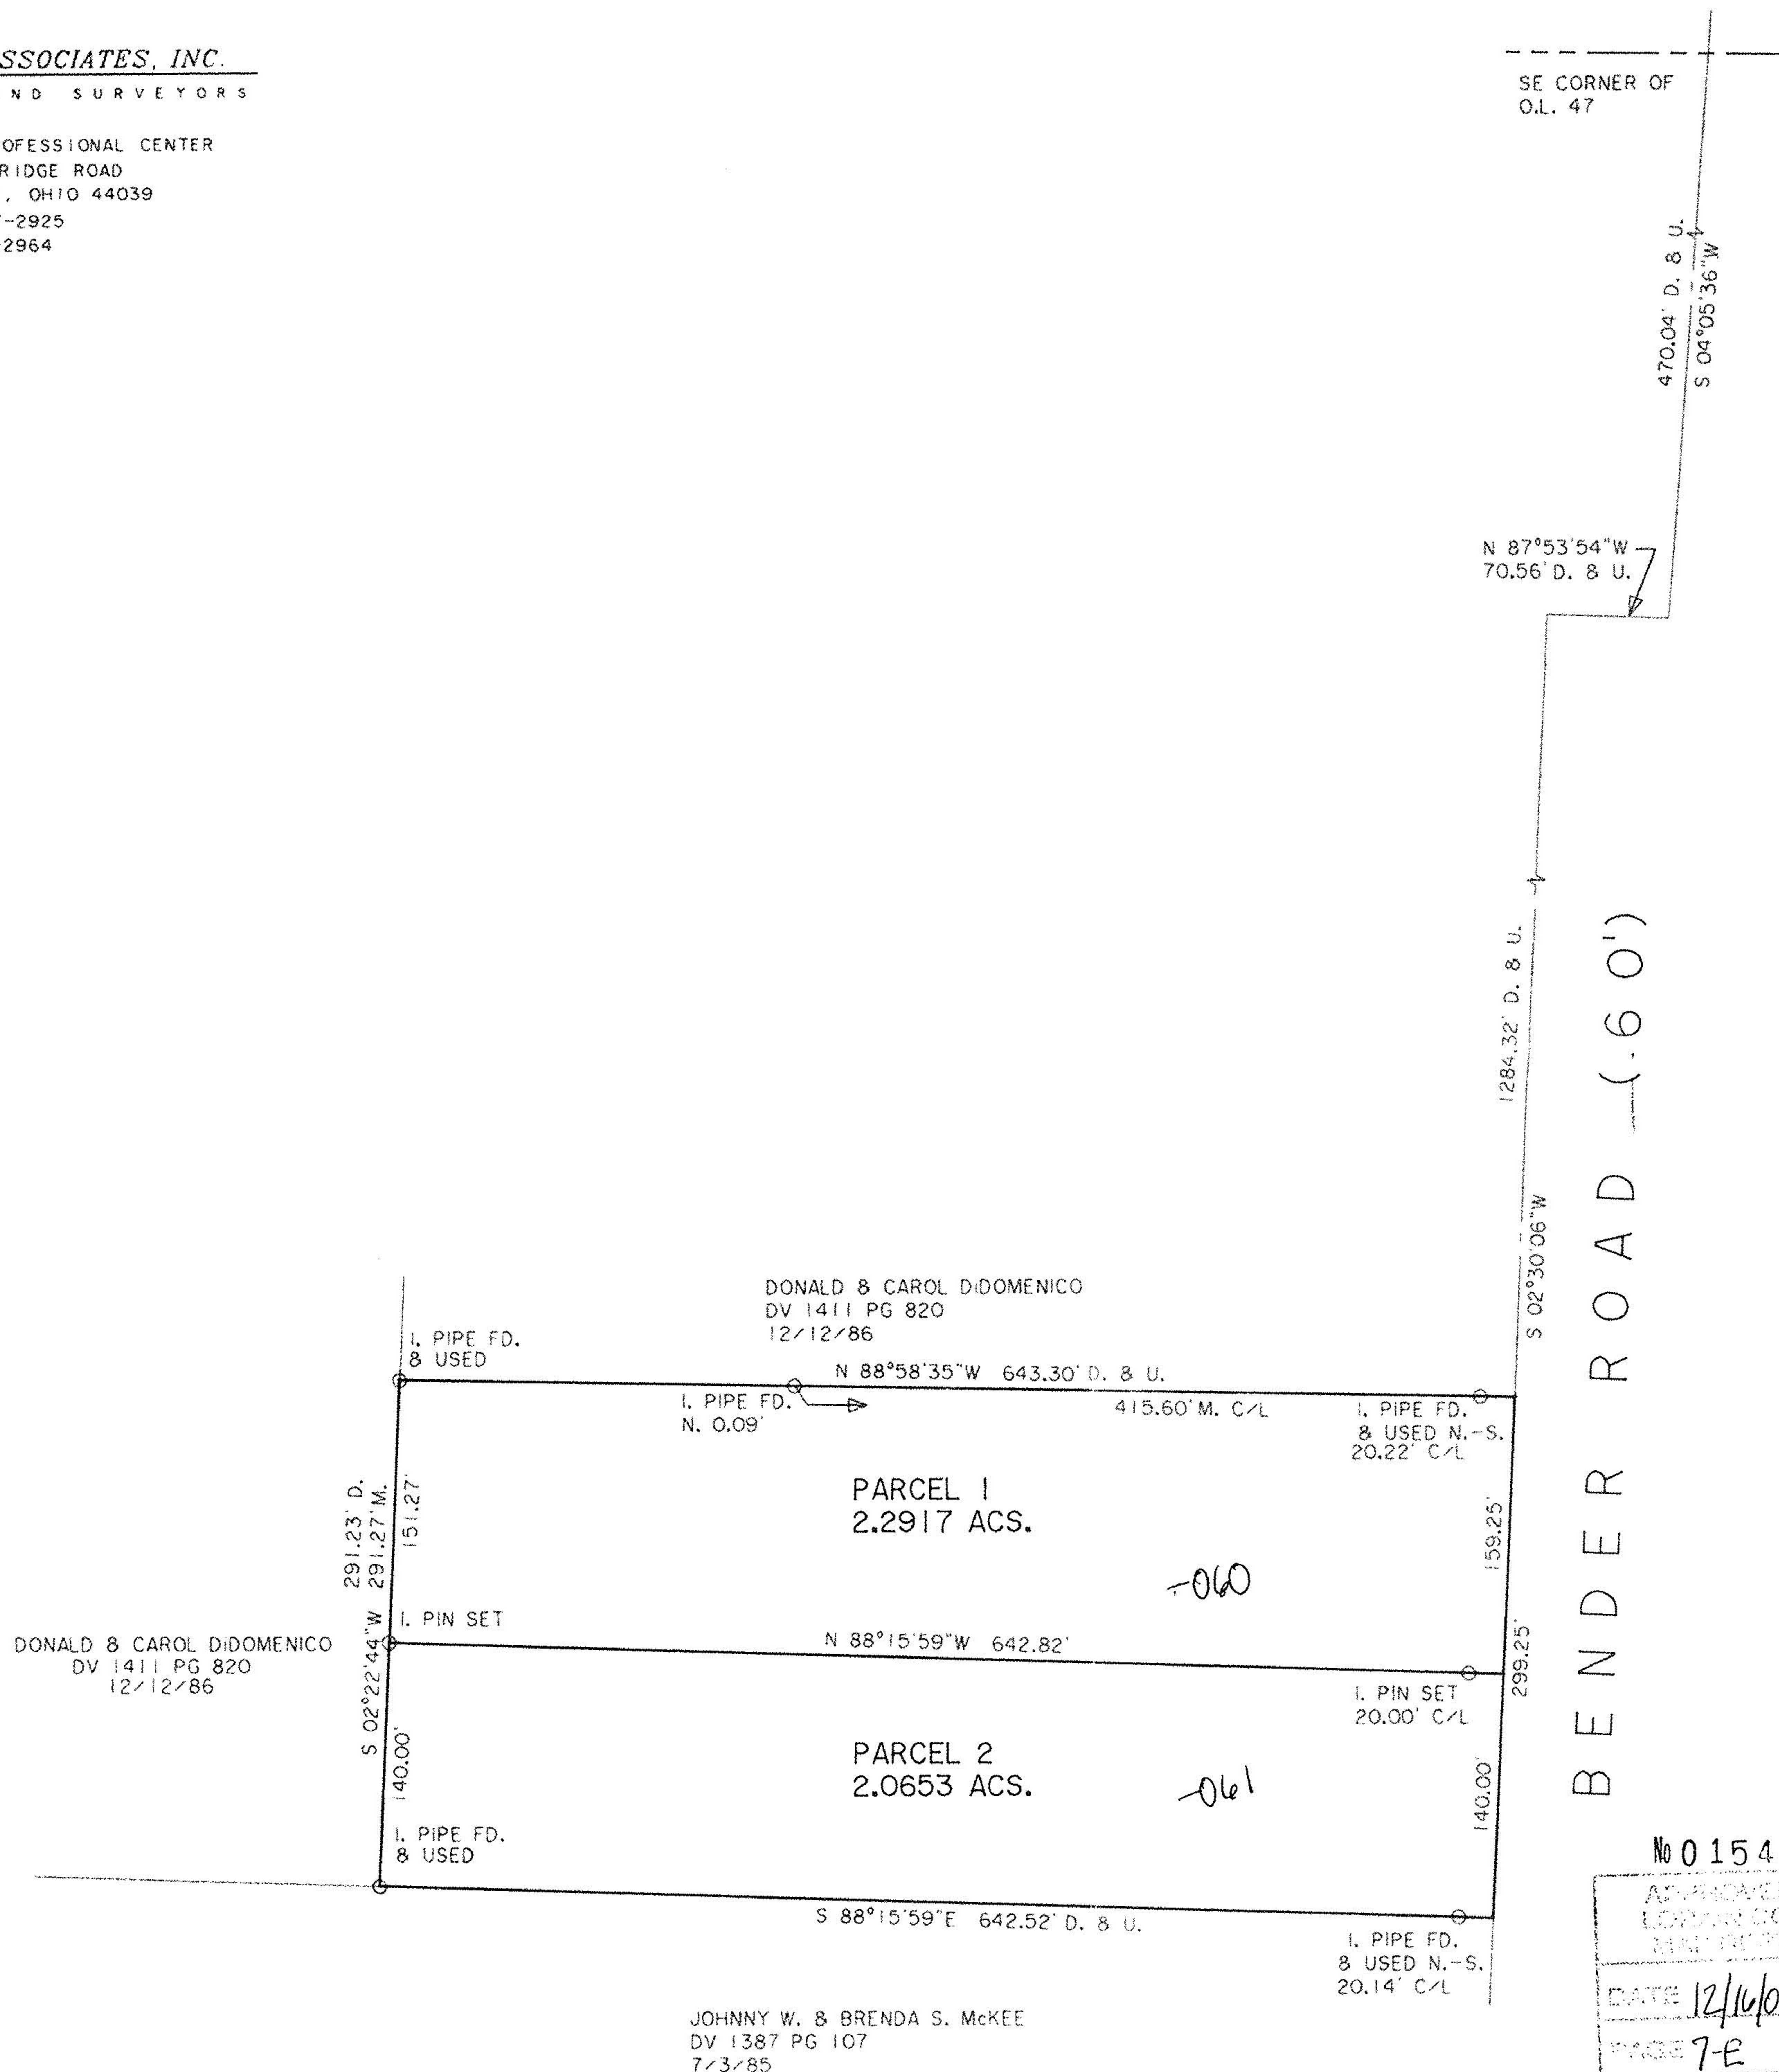 SSOCIATES, INC.
ND SURVEYORS
OFESSIONAL CENTER
RIDGE ROAD
, OHIO 44039
-2925
2964
SE CORNER OF
O.L. 47
470.04' D. & U.
S 04°05'36"W
N 87°53'54"W
70.56' D. & U.
1284.32' D. & U.
S 02°30'06"W
BENDER ROAD (60')
DONALD & CAROL DiDOMENICO
DV 1411 PG 820
12/12/86
I. PIPE FD.
& USED
N 88°58'35"W 643.30' D. & U.
I. PIPE FD.
N. 0.09'
415.60' M. C/L
I. PIPE FD.
& USED N.-S.
20.22' C/L
PARCEL 1
2.2917 ACS.
-060
291.23' D.
291.27' M.
151.27'
159.25'
I. PIN SET
N 88°15'59"W 642.82'
DONALD & CAROL DiDOMENICO
DV 1411 PG 820
12/12/86
S 02°22'44"W
299.25'
I. PIN SET
20.00' C/L
PARCEL 2
2.0653 ACS.
-061
140.00'
140.00'
I. PIPE FD.
& USED
S 88°15'59"E 642.52' D. & U.
I. PIPE FD.
& USED N.-S.
20.14' C/L
JOHNNY W. & BRENDA S. McKEE
DV 1387 PG 107
7/3/85
No 0154
DATE 12/16/0
PAGE 7-E